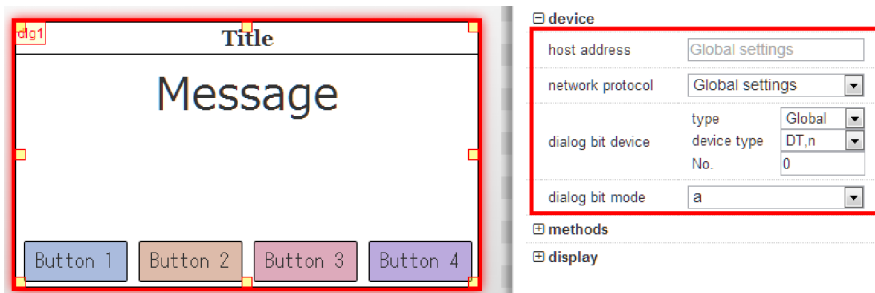 dlg1
Title
Message
Button 1 Button 2 Button 3 Button 4
device
host address Global settings
network protocol Global settings
dialog bit device
type Global
device type DT,n
No. 0
dialog bit mode a
methods
display